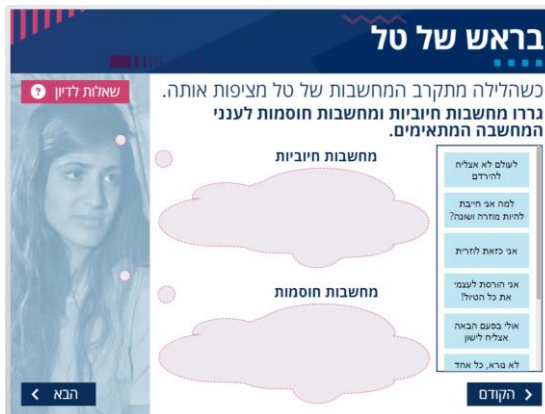 בראש של טל
שאלות לדיון ?
כשהלילה מתקרב המחשבות של טל מציפות אותה.
גררו מחשבות חיוביות ומחשבות חוסמות לענני
המחשבה המתאימים.
מחשבות חיוביות
מחשבות חוסמות
לעולם לא אצליח
להירדם
למה אני חייבת
להיות מוזרה ושונה?
אני כזאת לוזרית
אני הורסת לעצמי
את כל הטיול!
אולי בפעם הבאה
אצליח לישון
לא נורא, כל אחד
הקודם
הבא